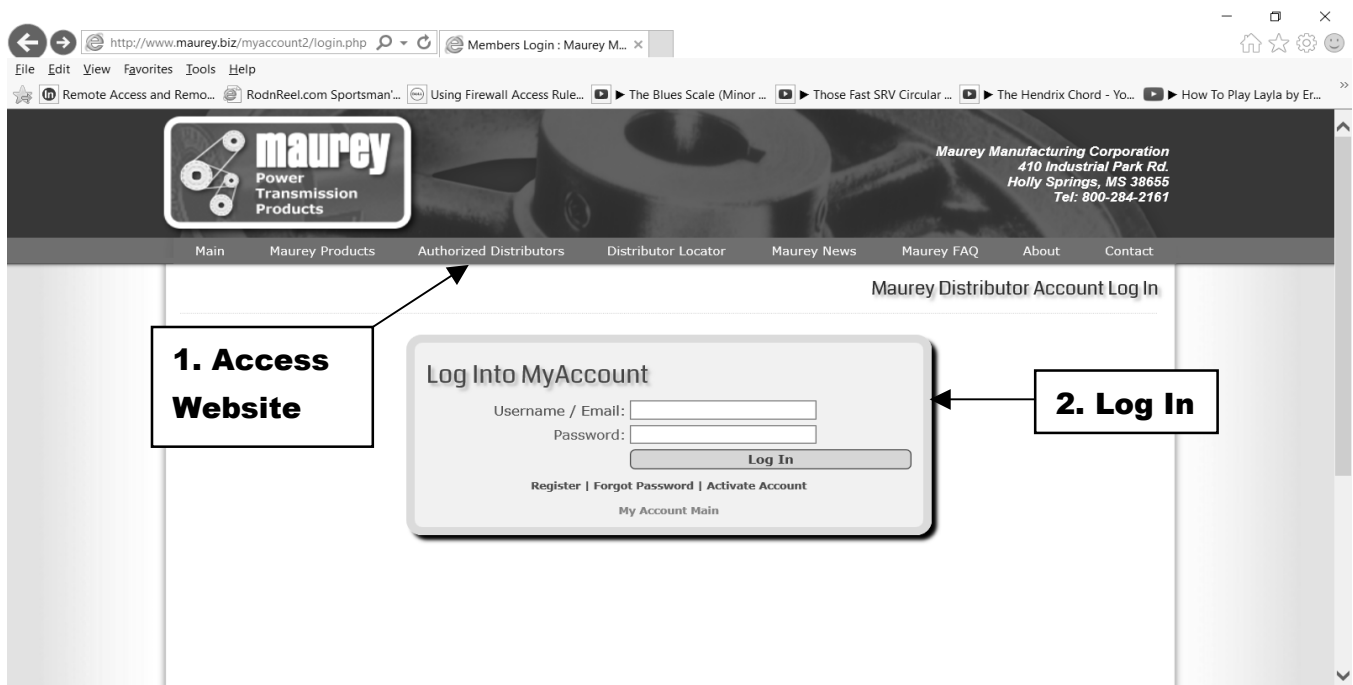 http://www.maurey.biz/myaccount2/login.php
Members Login : Maurey M...
File Edit View Favorites Tools Help
Remote Access and Remo... RodnReel.com Sportsman'... Using Firewall Access Rule... ▶ The Blues Scale (Minor ... ▶ Those Fast SRV Circular ... ▶ The Hendrix Chord - Yo... ▶ How To Play Layla by Er... »
maurey
Power
Transmission
Products
Maurey Manufacturing Corporation
410 Industrial Park Rd.
Holly Springs, MS 38655
Tel: 800-284-2161
Main Maurey Products Authorized Distributors Distributor Locator Maurey News Maurey FAQ About Contact
Maurey Distributor Account Log In
1. Access
Website
Log Into MyAccount
Username / Email:
Password:
Log In
Register | Forgot Password | Activate Account
My Account Main
2. Log In